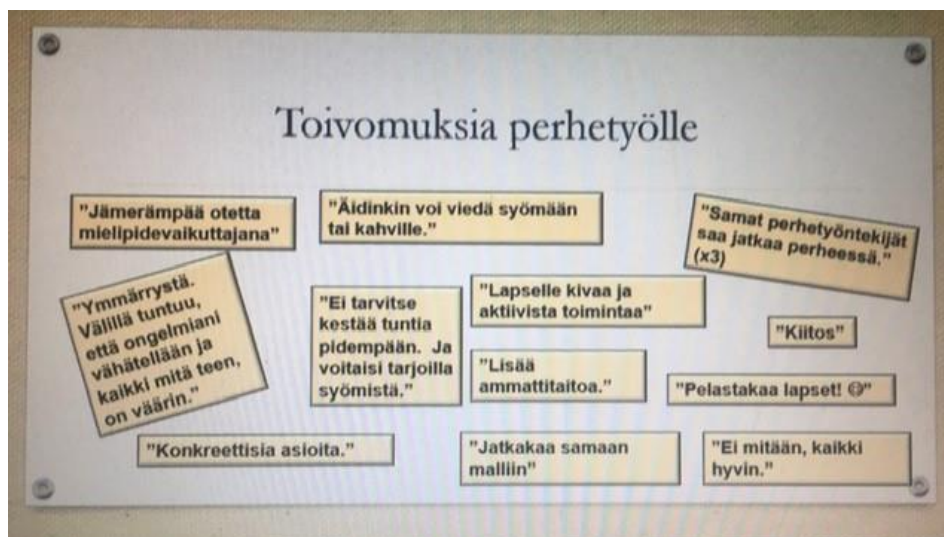 Toivomuksia perhetyölle
"Jämerämpää otetta
mielipidevaikuttajana"
"Äidinkin voi viedä syömään
tai kahville."
"Samat perhetyöntekijät
saa jatkaa perheessä."
(x3)
"Ymmärrystä.
Välillä tuntuu,
että ongelmiani
vähätellään ja
kaikki mitä teen,
on väärin."
"Ei tarvitse
kestää tuntia
pidempään. Ja
voitaisi tarjoilla
syömistä."
"Lapselle kivaa ja
aktiivista toimintaa"
"Kiitos"
"Lisää
ammattitaitoa."
"Pelastakaa lapset! ☺"
"Konkreettisia asioita."
"Jatkakaa samaan
malliin"
"Ei mitään, kaikki
hyvin."